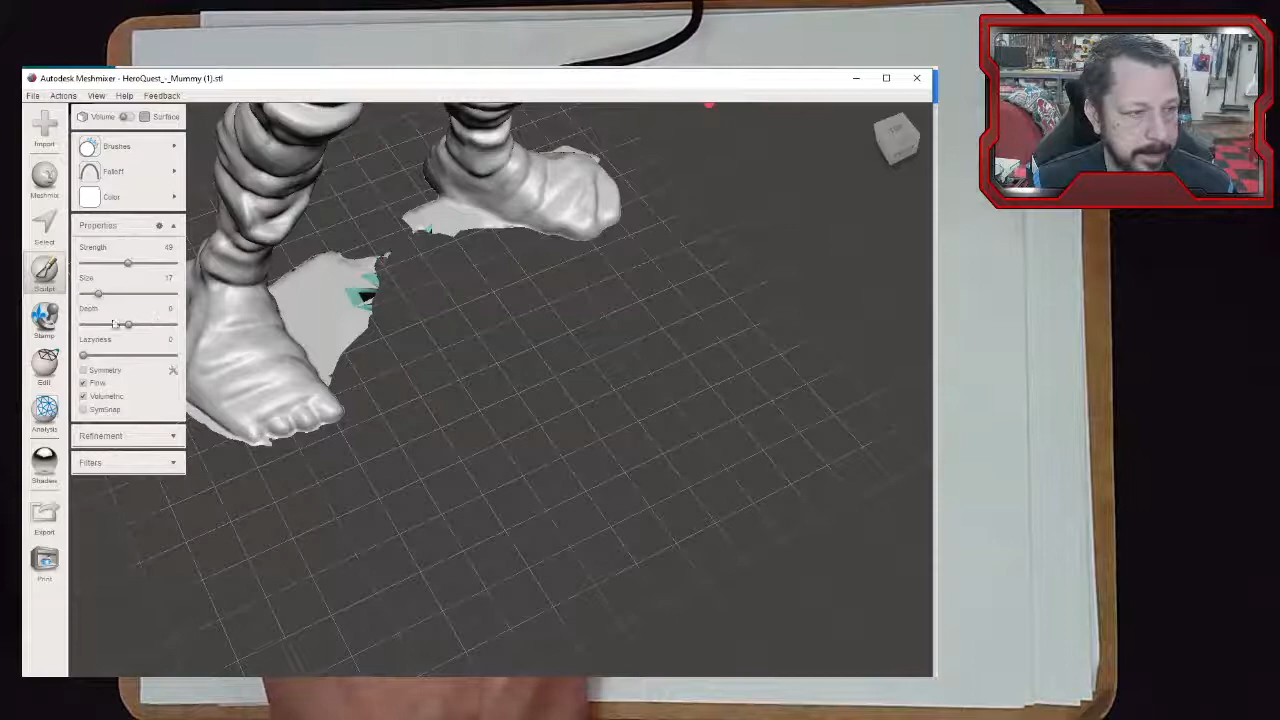 Autodesk Meshmixer - HeroQuest_-_Mummy (1).stl
File Actions View Help Feedback
Import
Meshmix
Select
Sculpt
Stamp
Edit
Analysis
Shaders
Export
Print
Volume Surface
Brushes
Falloff
Color
Properties
Strength 49
Size 17
Depth 0
Lazyness 0
Symmetry
Flow
Volumetric
SymSnap
Refinement
Filters
TOP